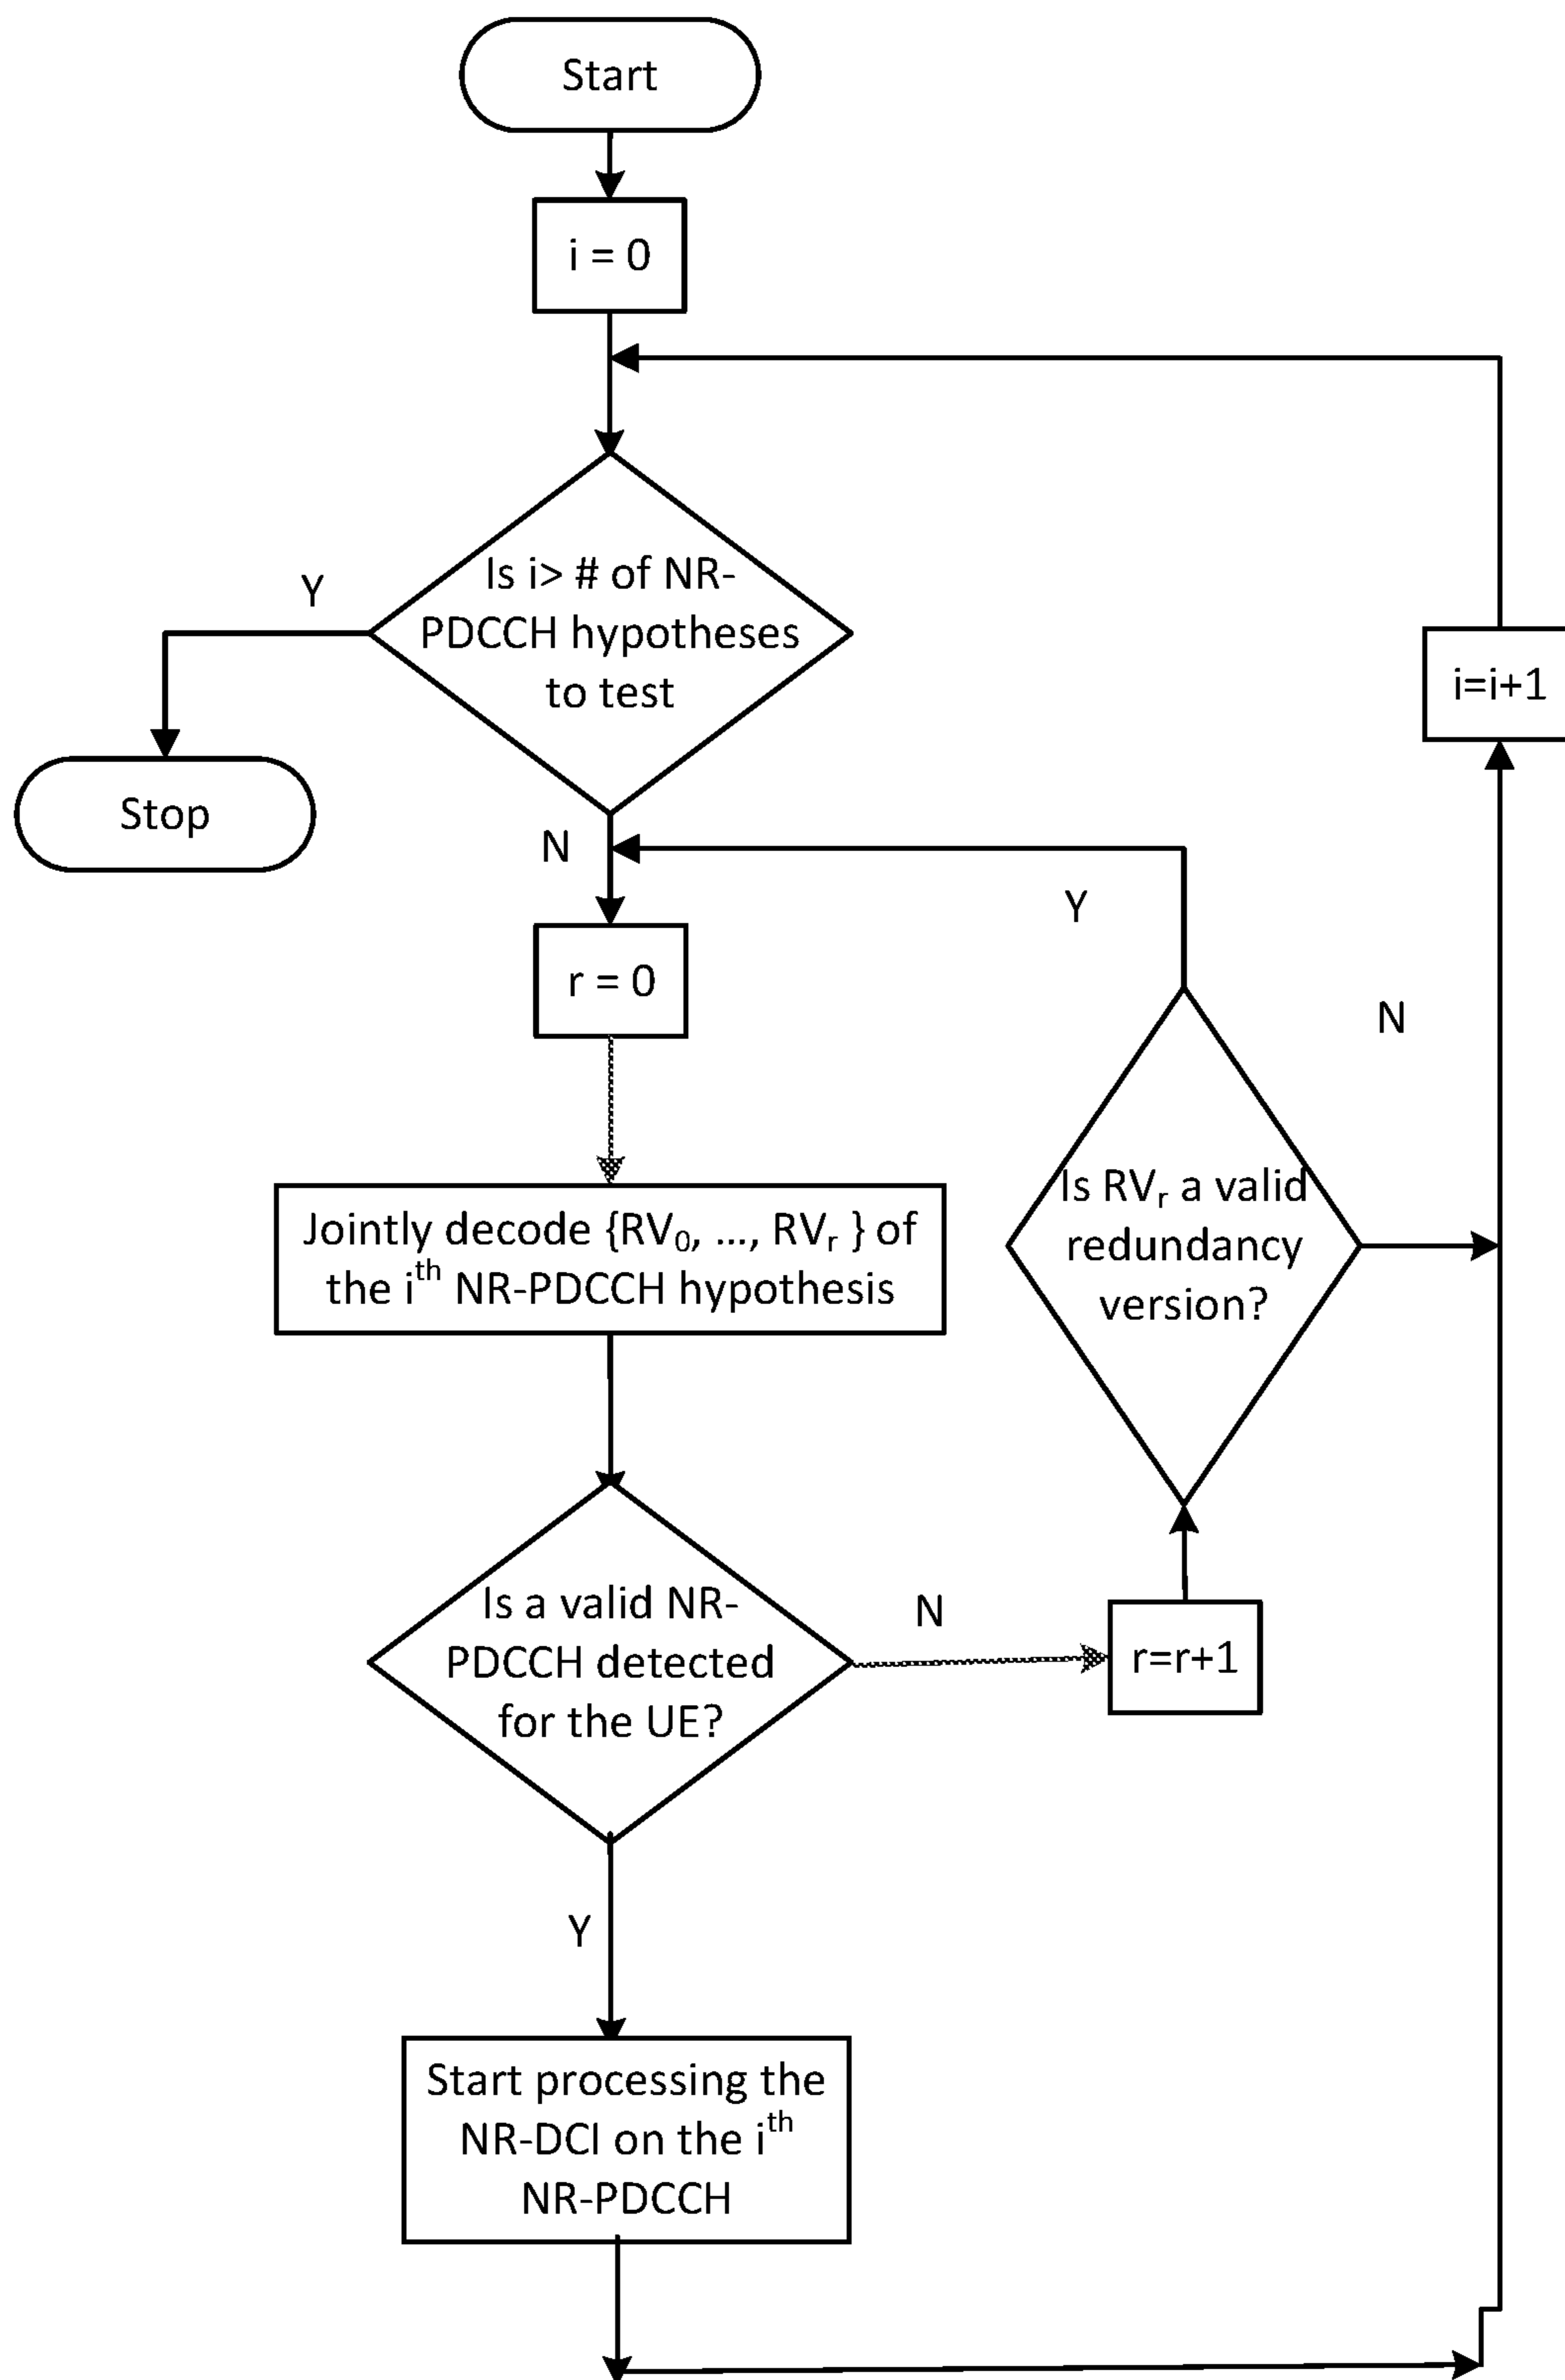 Start
i = 0
Is i> # of NR-
PDCCH hypotheses
to test
Y
Stop
i=i+1
N
r = 0
Y
N
Jointly decode {RV₀, ..., RVᵣ } of
the iᵗʰ NR-PDCCH hypothesis
Is RVᵣ a valid
redundancy
version?
Is a valid NR-
PDCCH detected
for the UE?
N
r=r+1
Y
Start processing the
NR-DCI on the iᵗʰ
NR-PDCCH